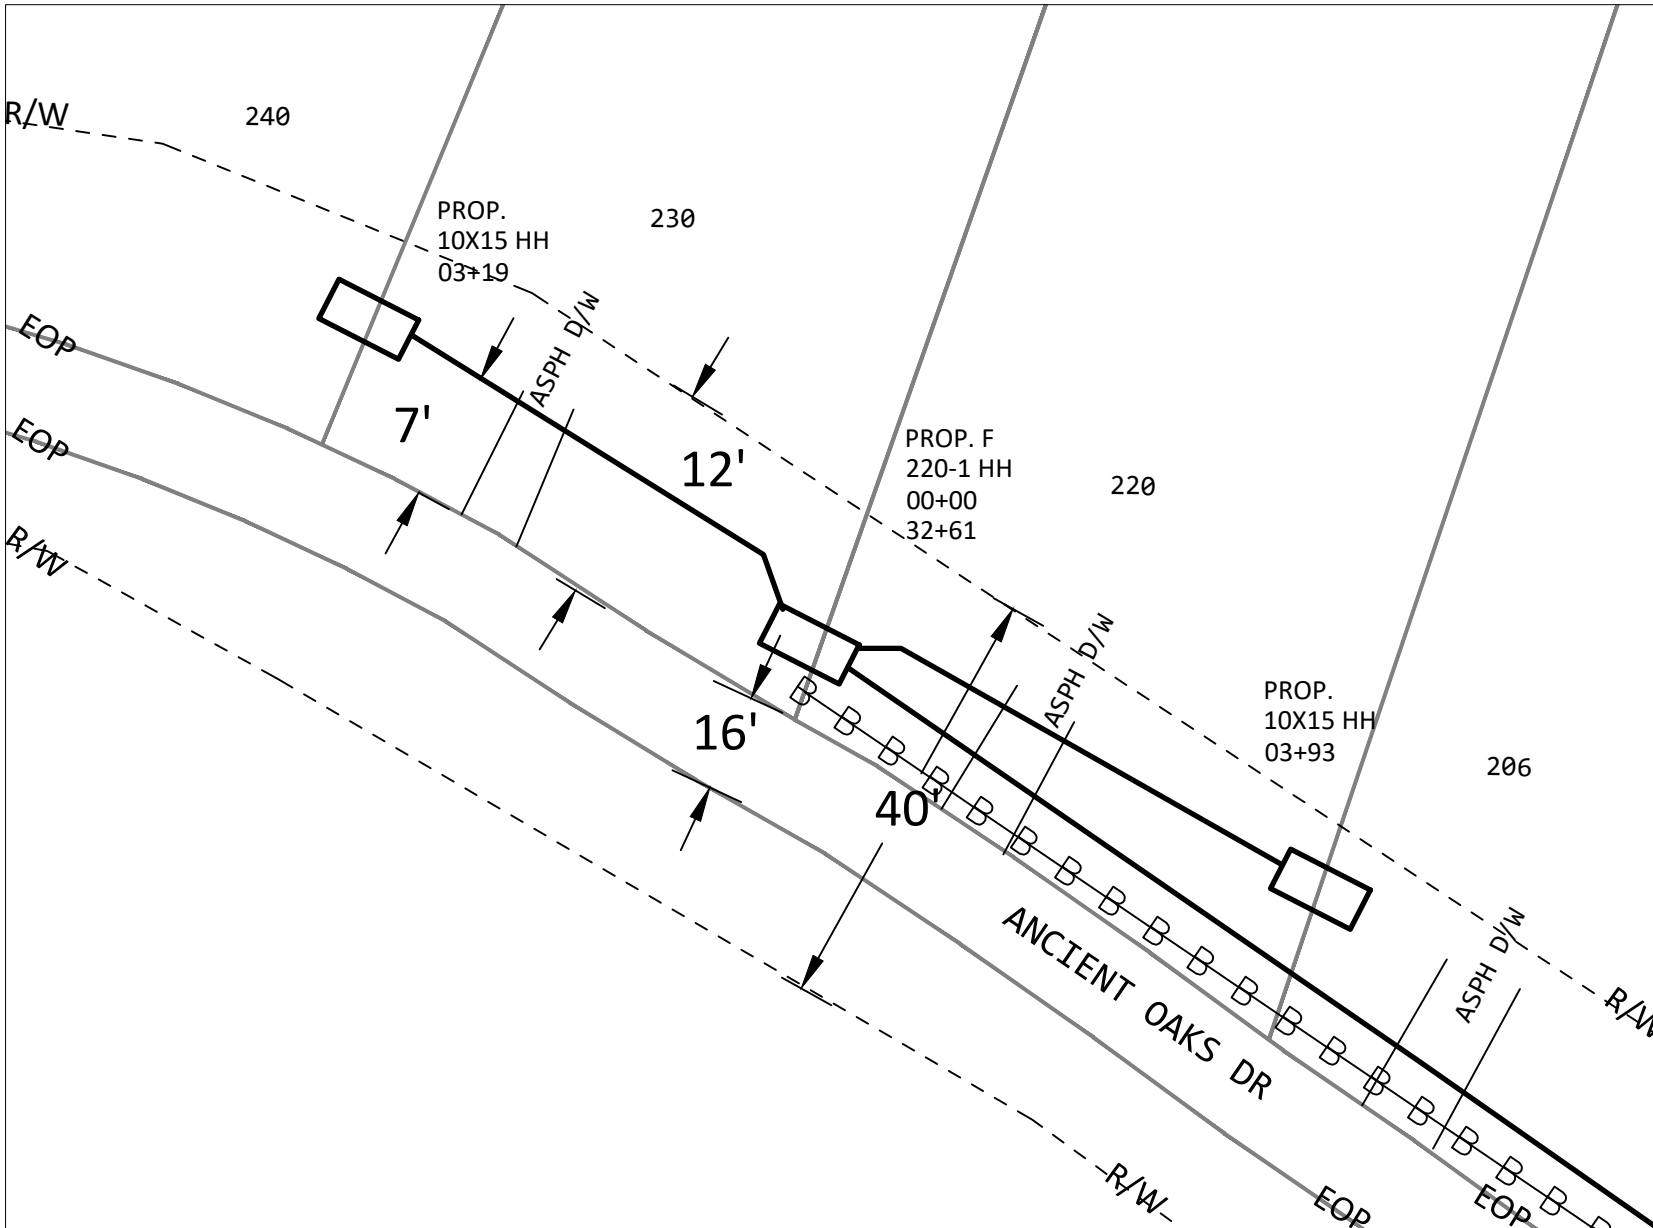 R/W
240
PROP.
10X15 HH
03+19
230
ASPH D/W
EOP
EOP
7'
12'
R/W
PROP. F
220-1 HH
00+00
32+61
220
ASPH D/W
PROP.
10X15 HH
03+93
206
16'
40'
B B B B B B B B B B B B B B B B B B B
ANCIENT OAKS DR
ASPH D/W
R/W
R/W
EOP
EOP